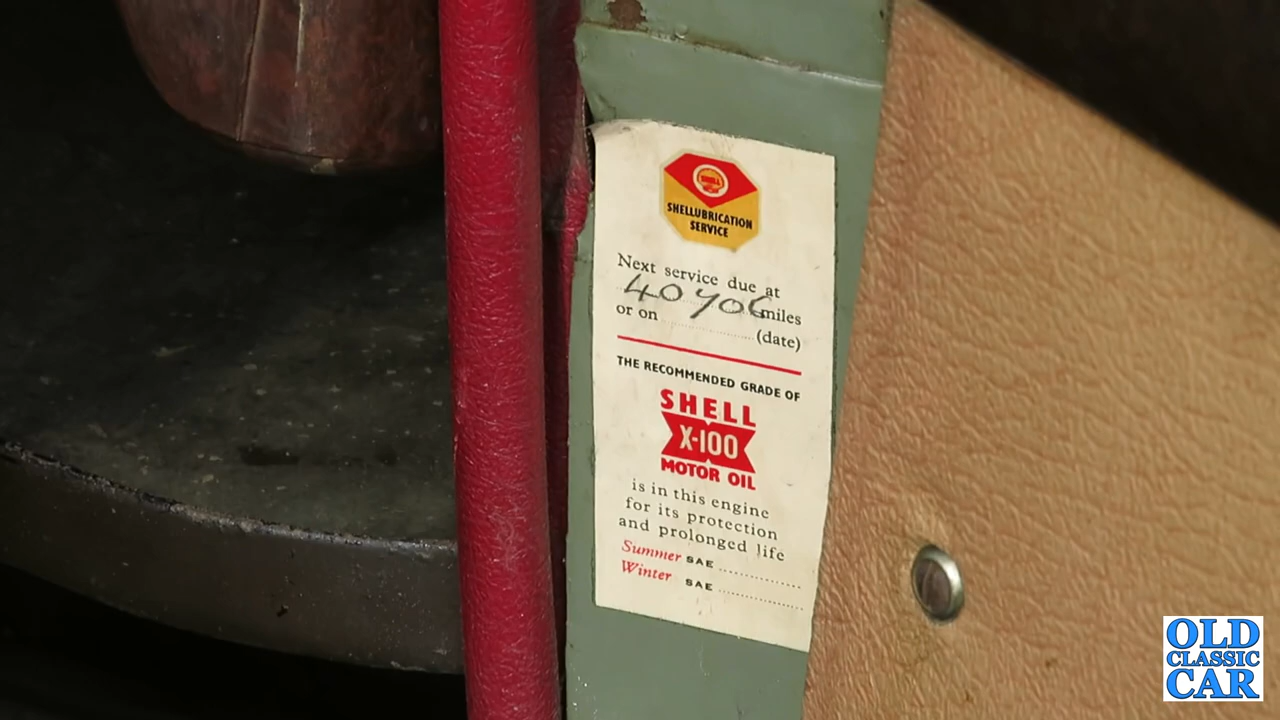 SHELLUBRICATION
SERVICE
Next service due at
40706 miles
or on .................... (date)
THE RECOMMENDED GRADE OF
SHELL
X-100
MOTOR OIL
is in this engine
for its protection
and prolonged life
Summer SAE ....................
Winter SAE ....................
OLD
CLASSIC
CAR